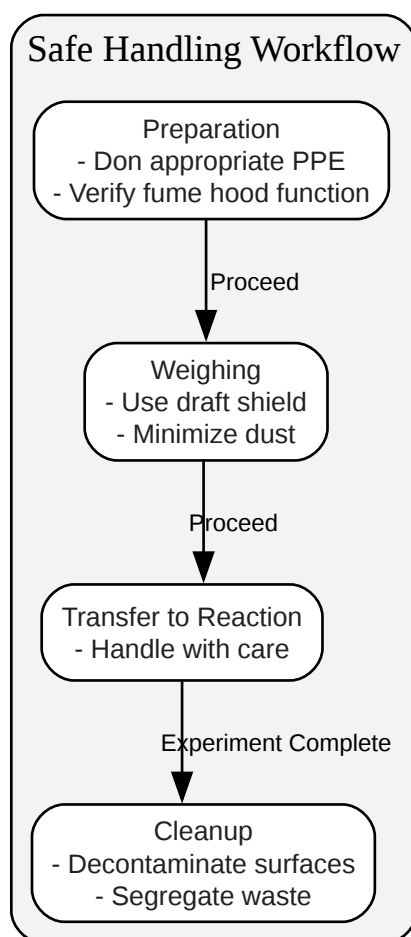 Safe Handling Workflow
Preparation
- Don appropriate PPE
- Verify fume hood function
Proceed
Weighing
- Use draft shield
- Minimize dust
Proceed
Transfer to Reaction
- Handle with care
Experiment Complete
Cleanup
- Decontaminate surfaces
- Segregate waste